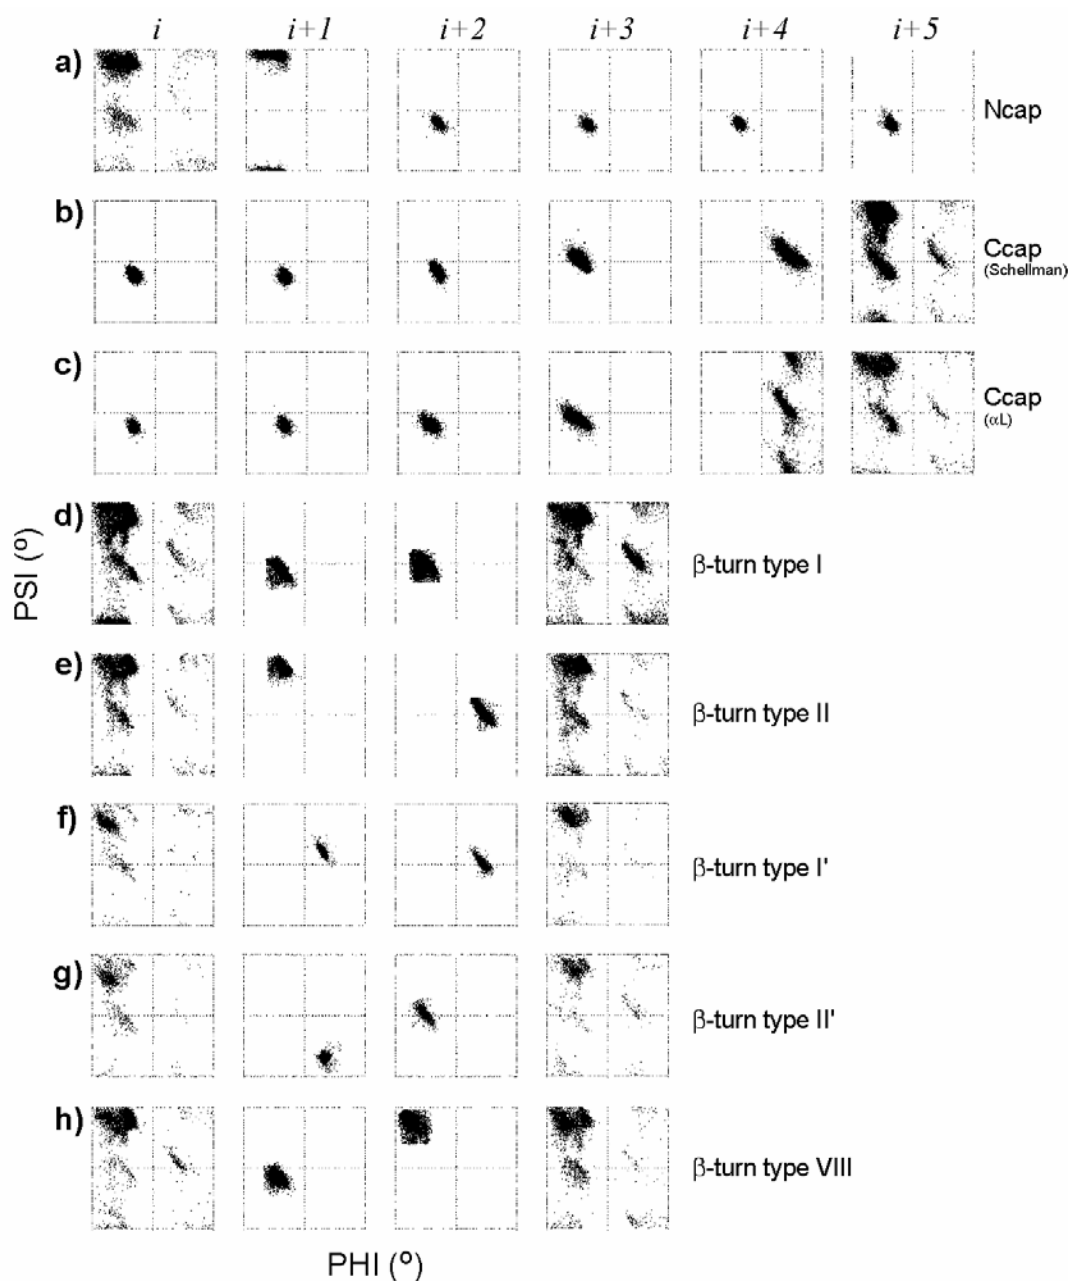 i i+1 i+2 i+3 i+4 i+5
a) Ncap
b) Ccap
(Schellman)
c) Ccap
(αL)
d) β-turn type I
e) β-turn type II
f) β-turn type I'
g) β-turn type II'
h) β-turn type VIII
PSI (º)
PHI (º)